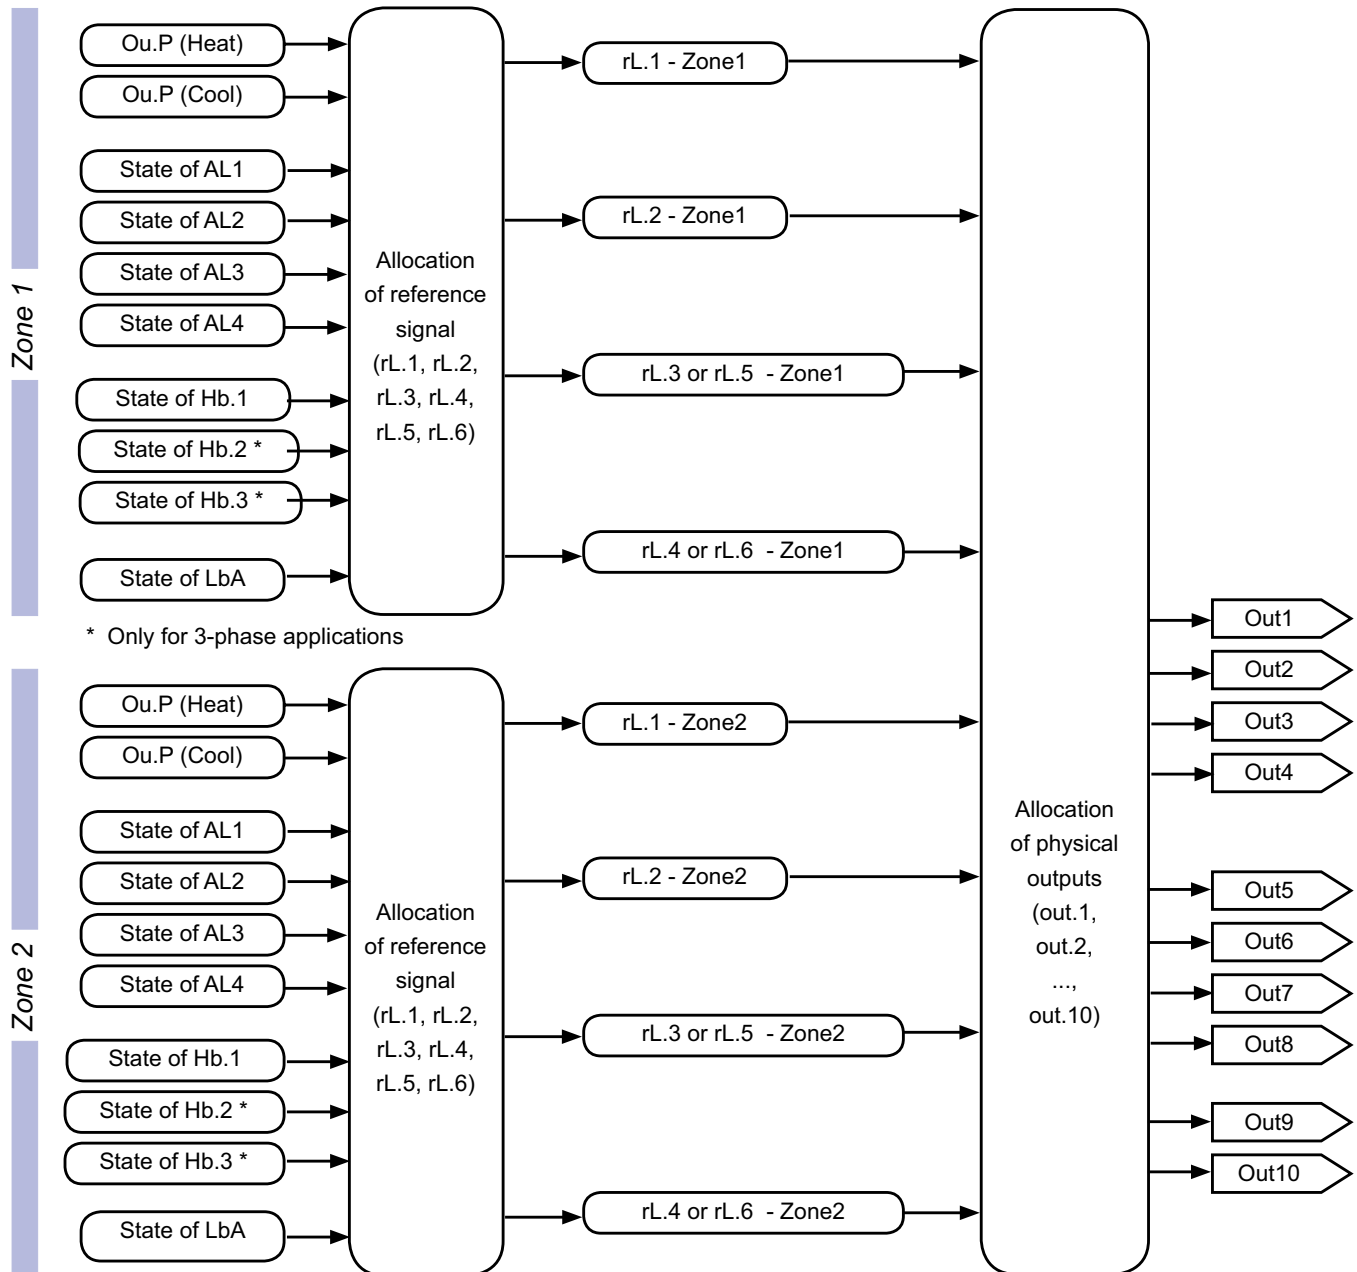 Zone 1
Ou.P (Heat)
Ou.P (Cool)
State of AL1
State of AL2
State of AL3
State of AL4
State of Hb.1
State of Hb.2 *
State of Hb.3 *
State of LbA
* Only for 3-phase applications
Allocation
of reference
signal
(rL.1, rL.2,
rL.3, rL.4,
rL.5, rL.6)
rL.1 - Zone1
rL.2 - Zone1
rL.3 or rL.5 - Zone1
rL.4 or rL.6 - Zone1
Zone 2
Ou.P (Heat)
Ou.P (Cool)
State of AL1
State of AL2
State of AL3
State of AL4
State of Hb.1
State of Hb.2 *
State of Hb.3 *
State of LbA
Allocation
of reference
signal
(rL.1, rL.2,
rL.3, rL.4,
rL.5, rL.6)
rL.1 - Zone2
rL.2 - Zone2
rL.3 or rL.5 - Zone2
rL.4 or rL.6 - Zone2
Allocation
of physical
outputs
(out.1,
out.2,
...,
out.10)
Out1
Out2
Out3
Out4
Out5
Out6
Out7
Out8
Out9
Out10